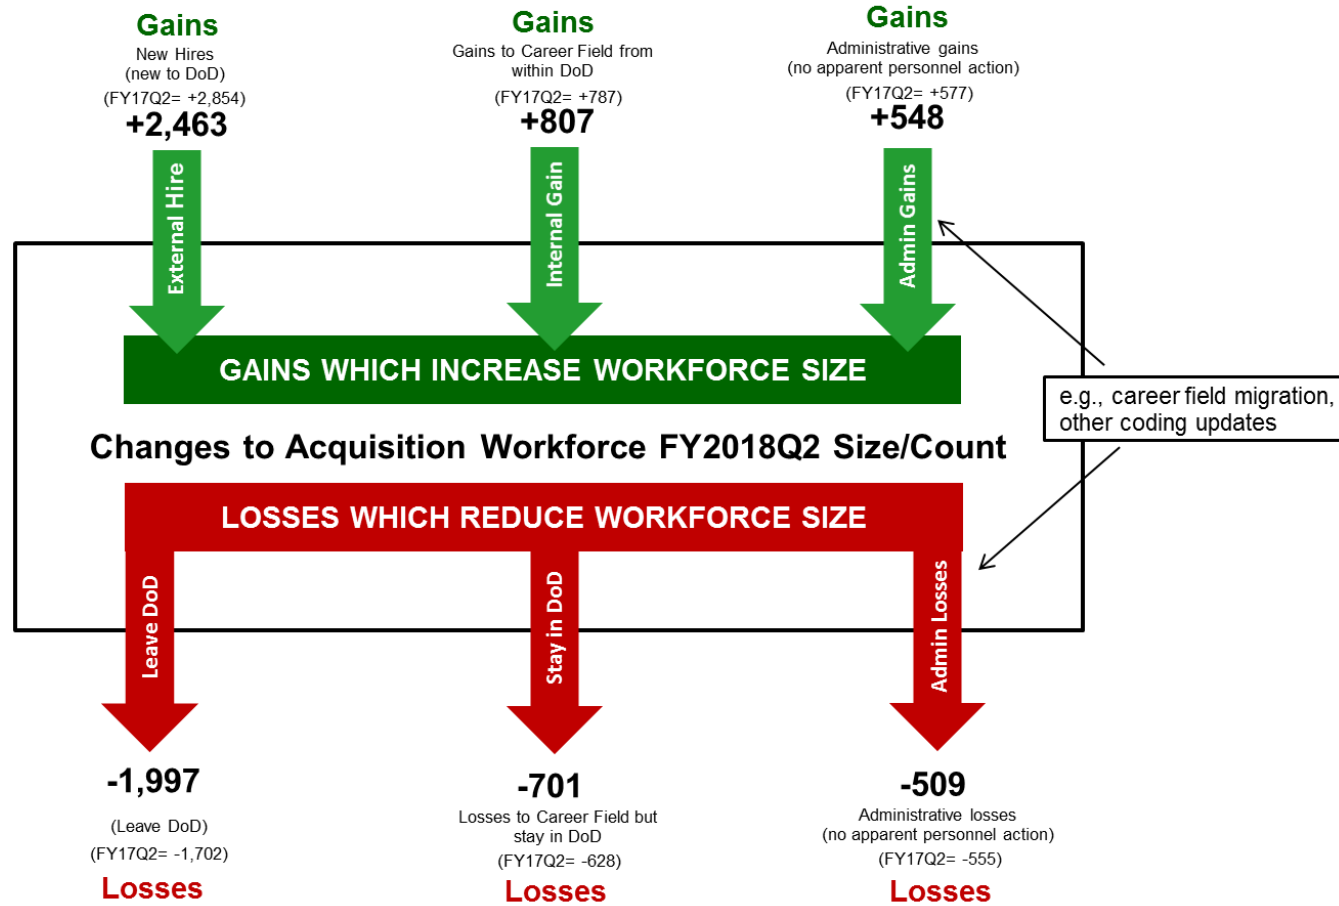 Gains
New Hires
(new to DoD)
(FY17Q2= +2,854)
+2,463
Gains
Gains to Career Field from
within DoD
(FY17Q2= +787)
+807
Gains
Administrative gains
(no apparent personnel action)
(FY17Q2= +577)
+548
External Hire
Internal Gain
Admin Gains
GAINS WHICH INCREASE WORKFORCE SIZE
e.g., career field migration,
other coding updates
Changes to Acquisition Workforce FY2018Q2 Size/Count
LOSSES WHICH REDUCE WORKFORCE SIZE
Leave DoD
Stay in DoD
Admin Losses
-1,997
(Leave DoD)
(FY17Q2= -1,702)
Losses
-701
Losses to Career Field but
stay in DoD
(FY17Q2= -628)
Losses
-509
Administrative losses
(no apparent personnel action)
(FY17Q2= -555)
Losses